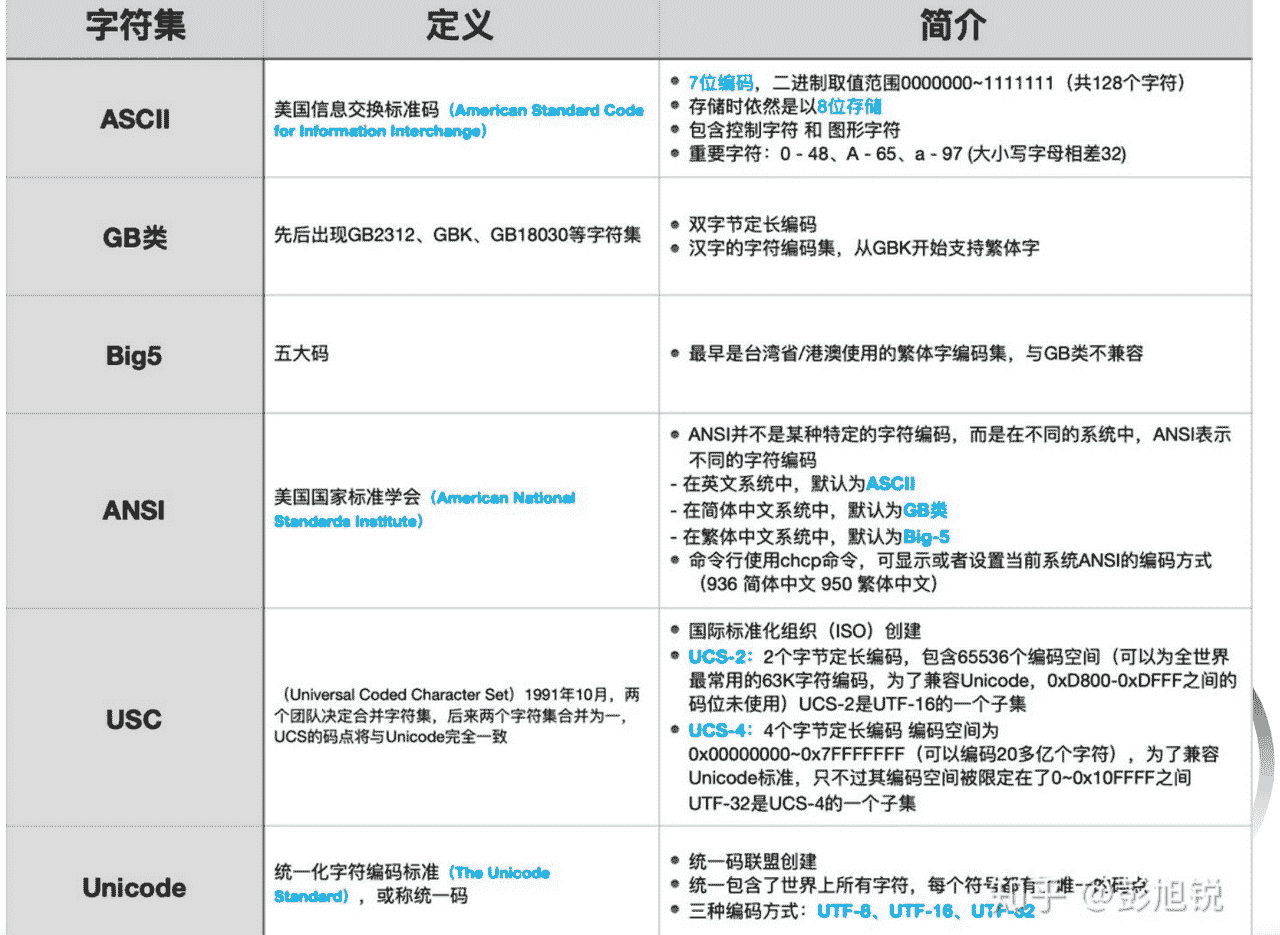 字符集 定义 简介
ASCII
美国信息交换标准码（American Standard Code
for Information Interchange）
● 7位编码，二进制取值范围0000000~1111111（共128个字符）
● 存储时依然是以8位存储
● 包含控制字符 和 图形字符
● 重要字符：0 - 48、A - 65、a - 97 (大小写字母相差32)
GB类
先后出现GB2312、GBK、GB18030等字符集
● 双字节定长编码
● 汉字的字符编码集，从GBK开始支持繁体字
Big5
五大码
● 最早是台湾省/港澳使用的繁体字编码集，与GB类不兼容
ANSI
美国国家标准学会（American National
Standards Institute）
● ANSI并不是某种特定的字符编码，而是在不同的系统中，ANSI表示
不同的字符编码
- 在英文系统中，默认为ASCII
- 在简体中文系统中，默认为GB类
- 在繁体中文系统中，默认为Big-5
● 命令行使用chcp命令，可显示或者设置当前系统ANSI的编码方式
（936 简体中文 950 繁体中文）
USC
（Universal Coded Character Set）1991年10月，两
个团队决定合并字符集，后来两个字符集合并为一，
UCS的码点将与Unicode完全一致
● 国际标准化组织（ISO）创建
● UCS-2：2个字节定长编码，包含65536个编码空间（可以为全世界
最常用的63K字符编码，为了兼容Unicode，0xD800-0xDFFF之间的
码位未使用）UCS-2是UTF-16的一个子集
● UCS-4：4个字节定长编码 编码空间为
0x00000000~0x7FFFFFFF（可以编码20多亿个字符），为了兼容
Unicode标准，只不过其编码空间被限定在了0~0x10FFFF之间
UTF-32是UCS-4的一个子集
Unicode
统一化字符编码标准（The Unicode
Standard），或称统一码
● 统一码联盟创建
● 统一包含了世界上所有字符，每个符号都有唯一的码点
● 三种编码方式：UTF-8、UTF-16、UTF-32
知乎 @彭旭锐